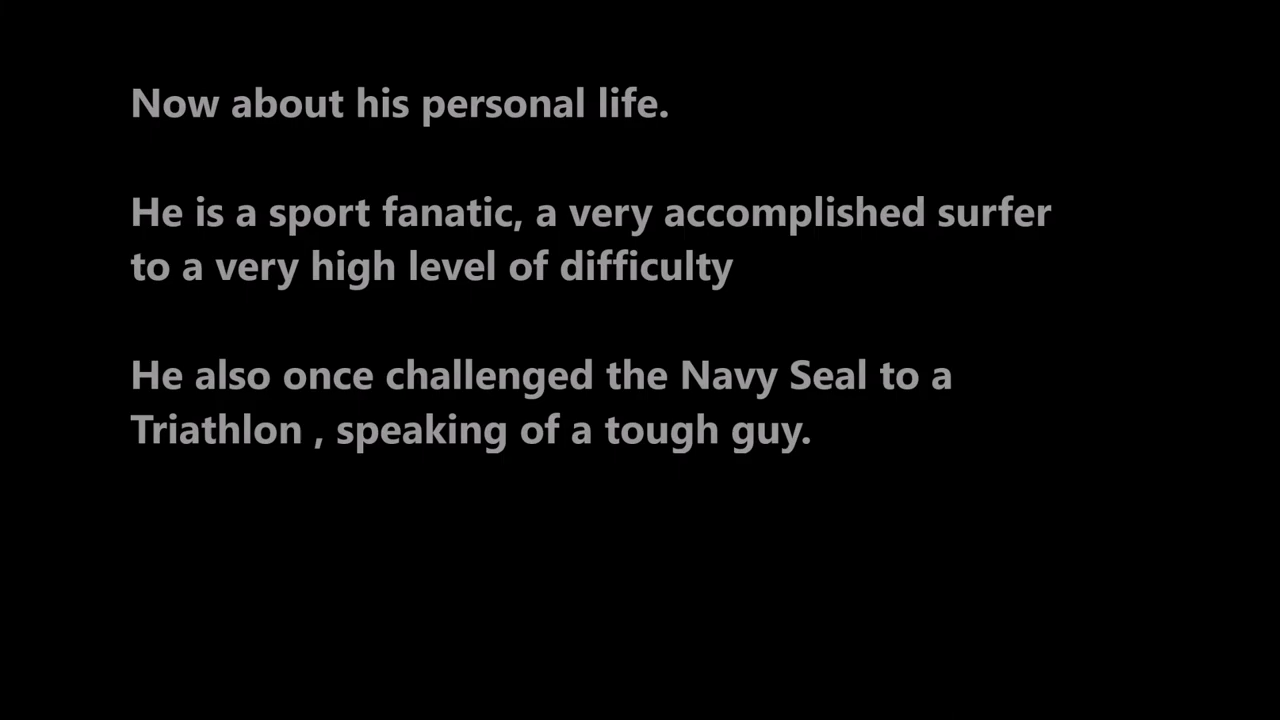 Now about his personal life.
He is a sport fanatic, a very accomplished surfer
to a very high level of difficulty
He also once challenged the Navy Seal to a
Triathlon , speaking of a tough guy.